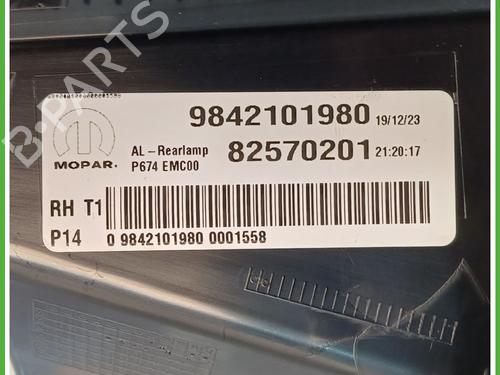 9842101980 19/12/23
AL-Rearlamp 82570201 21:20:17
MOPAR. P674 EMC00
RH T1
P14 0 9842101980 0001558
B-PARTS